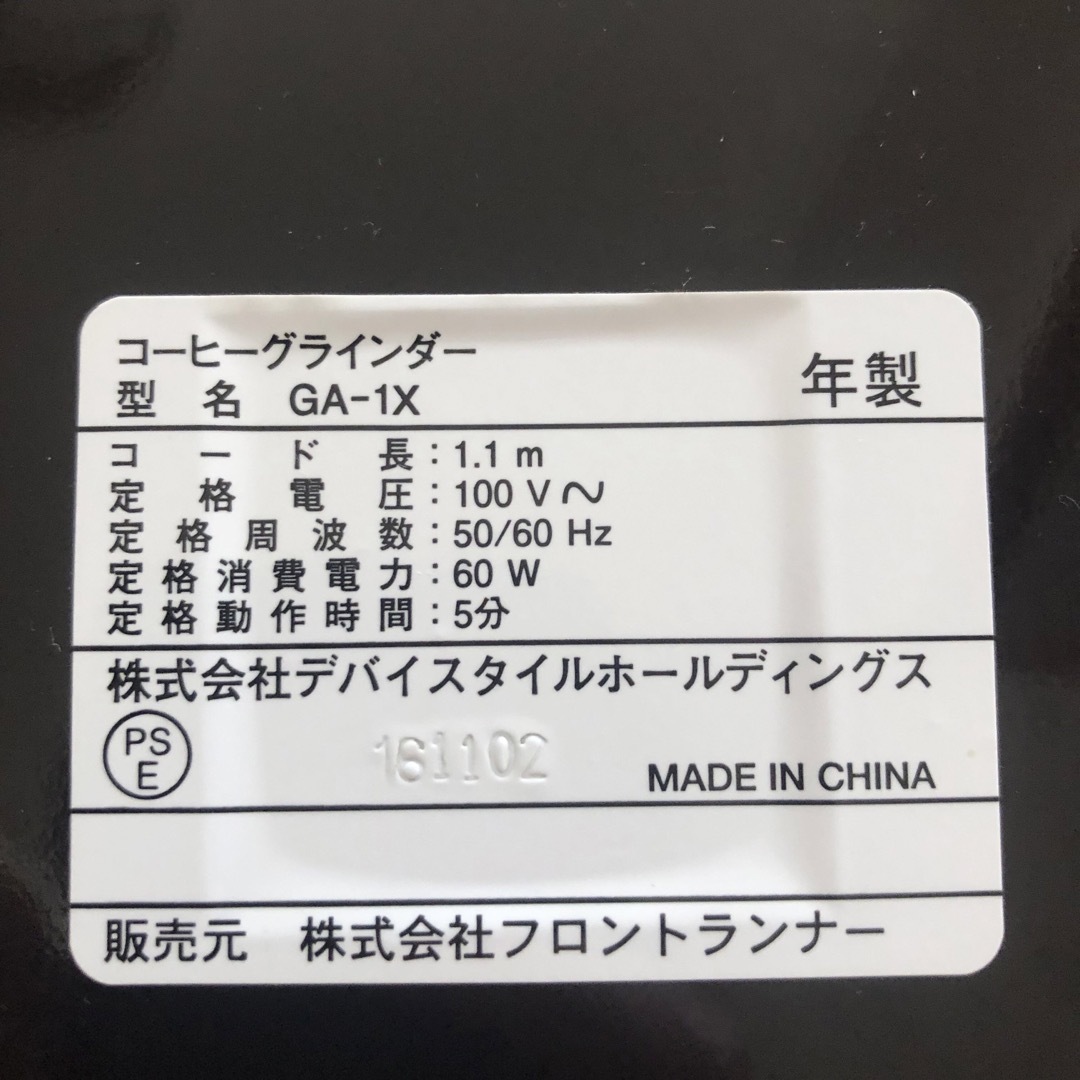 コーヒーグラインダー
型名 GA-1X
年製
コード長：1.1 m
定格電圧：100 V～
定格周波数：50/60 Hz
定格消費電力：60 W
定格動作時間：5分
株式会社デバイスタイルホールディングス
PS
E
161102
MADE IN CHINA
販売元 株式会社フロントランナー